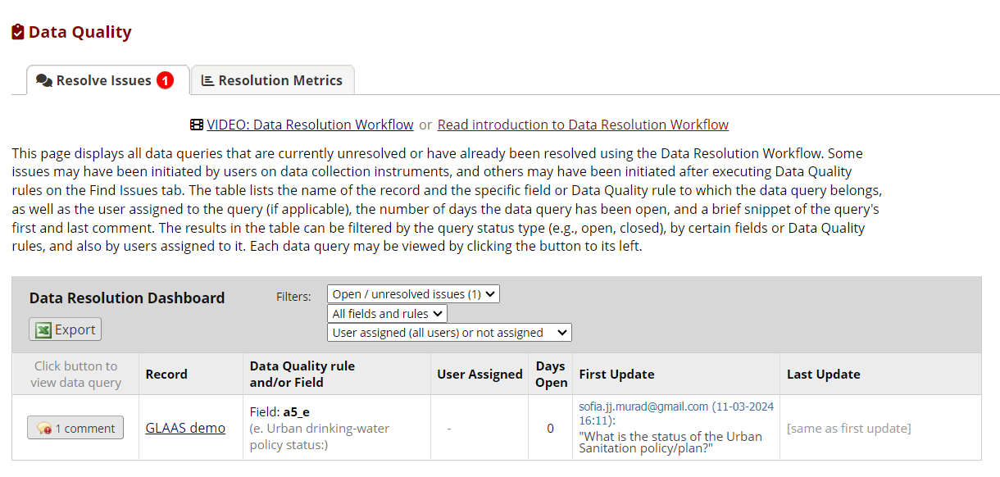 Data Quality
Resolve Issues 1
Resolution Metrics
VIDEO: Data Resolution Workflow or Read introduction to Data Resolution Workflow
This page displays all data queries that are currently unresolved or have already been resolved using the Data Resolution Workflow. Some
issues may have been initiated by users on data collection instruments, and others may have been initiated after executing Data Quality
rules on the Find Issues tab. The table lists the name of the record and the specific field or Data Quality rule to which the data query belongs,
as well as the user assigned to the query (if applicable), the number of days the data query has been open, and a brief snippet of the query's
first and last comment. The results in the table can be filtered by the query status type (e.g., open, closed), by certain fields or Data Quality
rules, and also by users assigned to it. Each data query may be viewed by clicking the button to its left.
Data Resolution Dashboard
Export
Filters:
Open / unresolved issues (1)
All fields and rules
User assigned (all users) or not assigned
Click button to
view data query
Record
Data Quality rule
and/or Field
User Assigned
Days
Open
First Update
Last Update
1 comment
GLAAS demo
Field: a5_e
(e. Urban drinking-water
policy status:)
-
0
sofia.jj.murad@gmail.com (11-03-2024
16:11):
"What is the status of the Urban
Sanitation policy/plan?"
[same as first update]